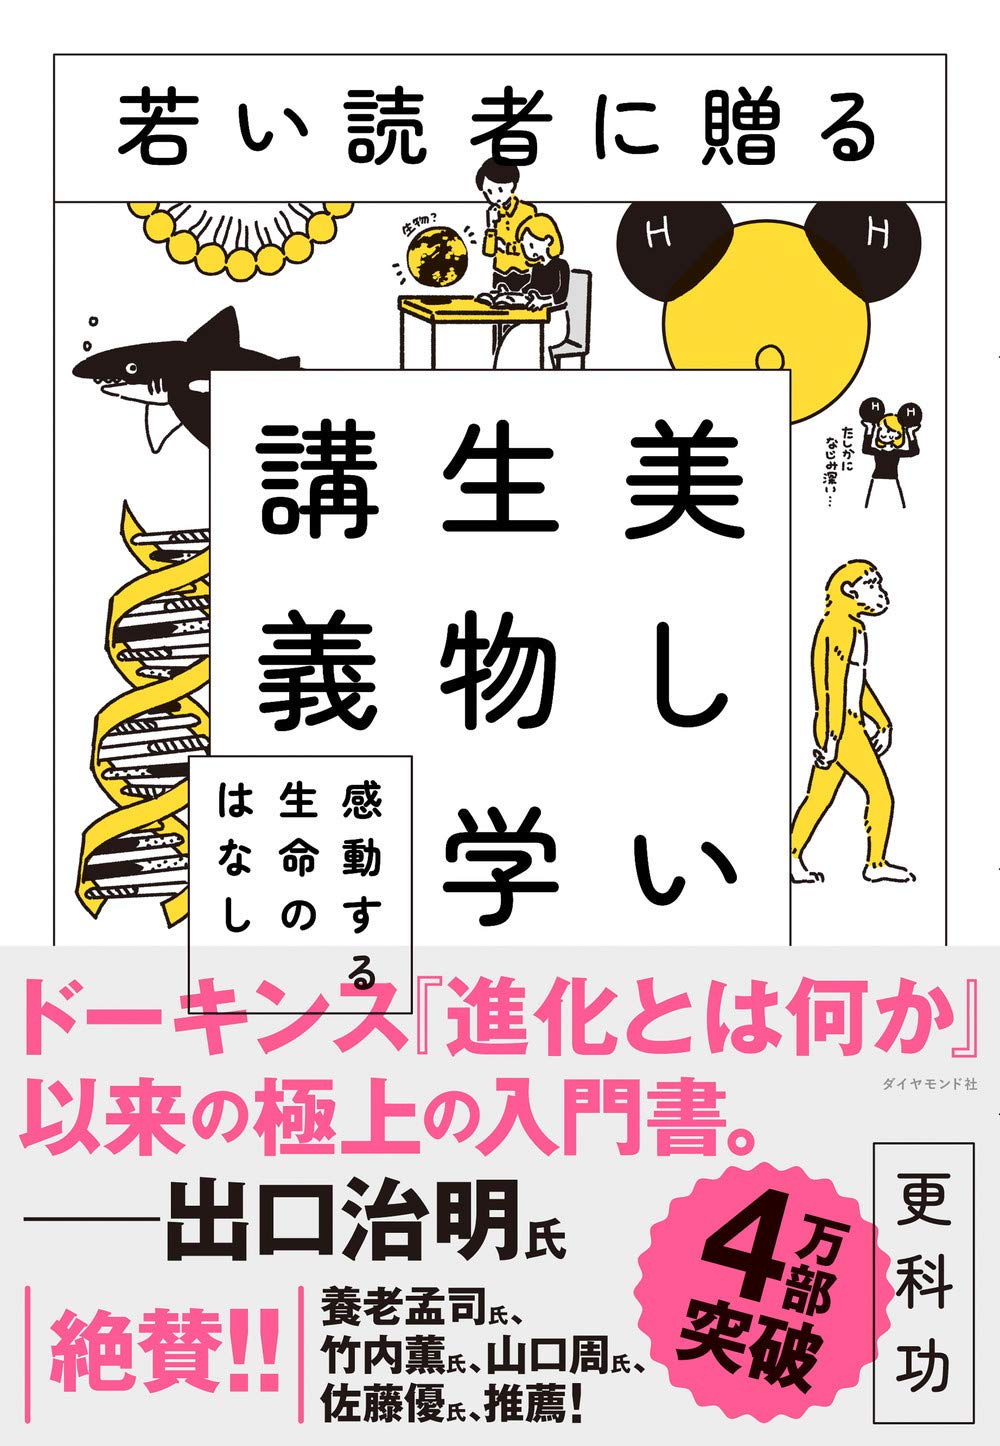 若い読者に贈る
生物?
H
H
H
H
たしかに
なじみ深い…
美しい
生物学
講義
感動する
生命の
はなし
ドーキンス『進化とは何か』
以来の極上の入門書。
──出口治明氏
ダイヤモンド社
更科功
4万部
突破
絶賛!!
養老孟司氏、
竹内薫氏、山口周氏、
佐藤優氏、推薦!